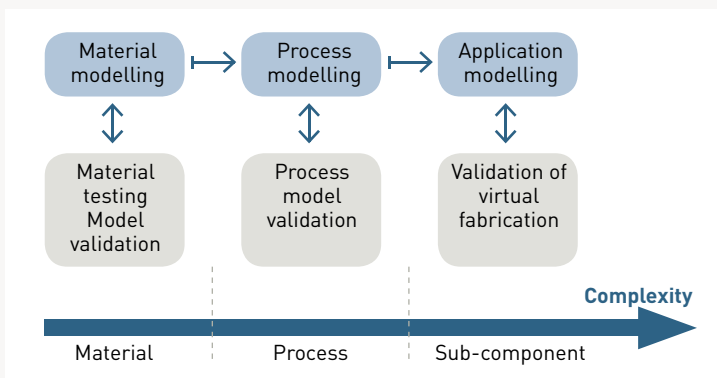 Material
modelling
Process
modelling
Application
modelling
Material
testing
Model
validation
Process
model
validation
Validation of
virtual
fabrication
Complexity
Material
Process
Sub-component